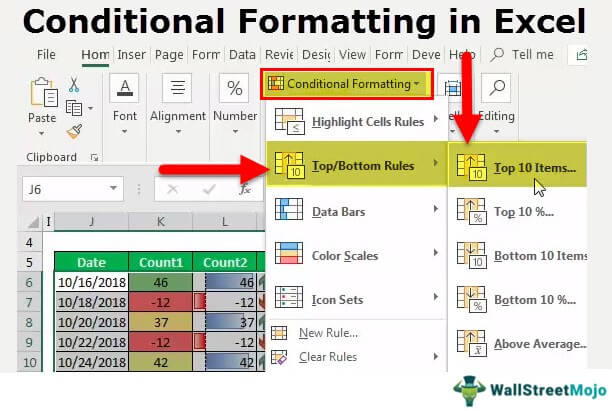 Conditional Formatting in Excel
File Hom Inse Draw Page Form Data Revie Desig View Form Deve Help Tell me
Conditional Formatting
Paste Font Alignment Number Editing
Clipboard
Highlight Cells Rules
Top/Bottom Rules
Data Bars
Color Scales
Icon Sets
New Rule...
Clear Rules
Top 10 Items...
Top 10 %...
Bottom 10 Items
Bottom 10 %...
Above Average...
J6
I J K L
4
5 Date Count1 Count2
6 10/16/2018 46 46
7 10/18/2018 -12 -12
8 10/20/2018 37 37
9 10/22/2018 -12 -12
10 10/24/2018 42 42
WallStreetMojo